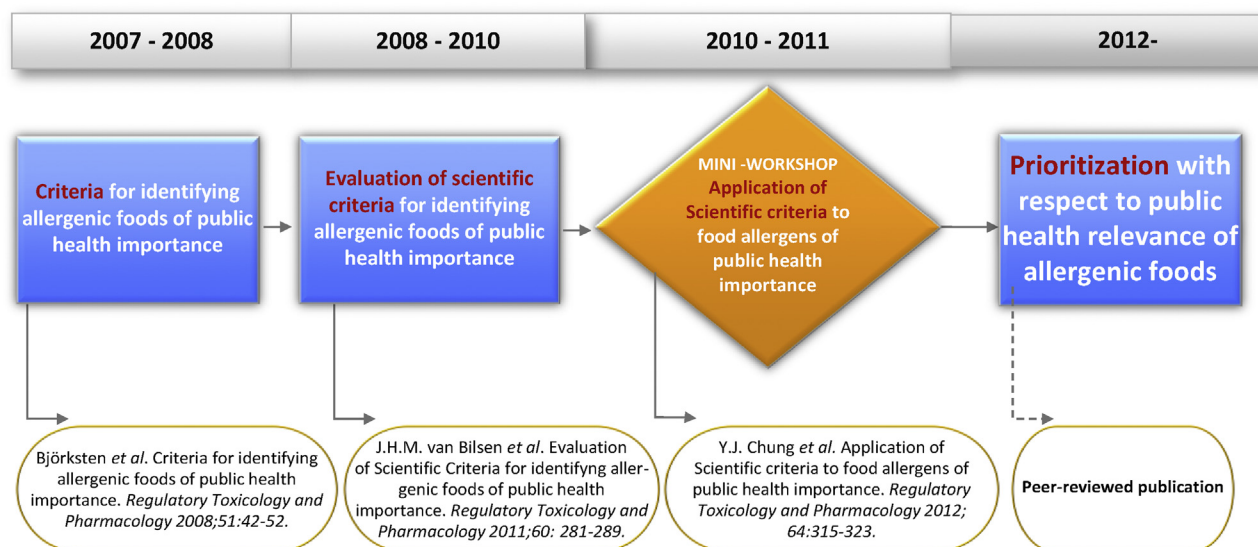 2007 - 2008
2008 - 2010
2010 - 2011
2012-
Criteria for identifying
allergenic foods of public
health importance
Evaluation of scientific
criteria for identifying
allergenic foods of public
health importance
MINI -WORKSHOP
Application of
Scientific criteria to
food allergens of
public health
importance
Prioritization with
respect to public
health relevance of
allergenic foods
Björksten et al. Criteria for identifying
allergenic foods of public health
importance. Regulatory Toxicology and
Pharmacology 2008;51:42-52.
J.H.M. van Bilsen et al. Evaluation
of Scientific Criteria for identifyng aller-
genic foods of public health
importance. Regulatory Toxicology and
Pharmacology 2011;60: 281-289.
Y.J. Chung et al. Application of
Scientific criteria to food allergens of
public health importance. Regulatory
Toxicology and Pharmacology 2012;
64:315-323.
Peer-reviewed publication